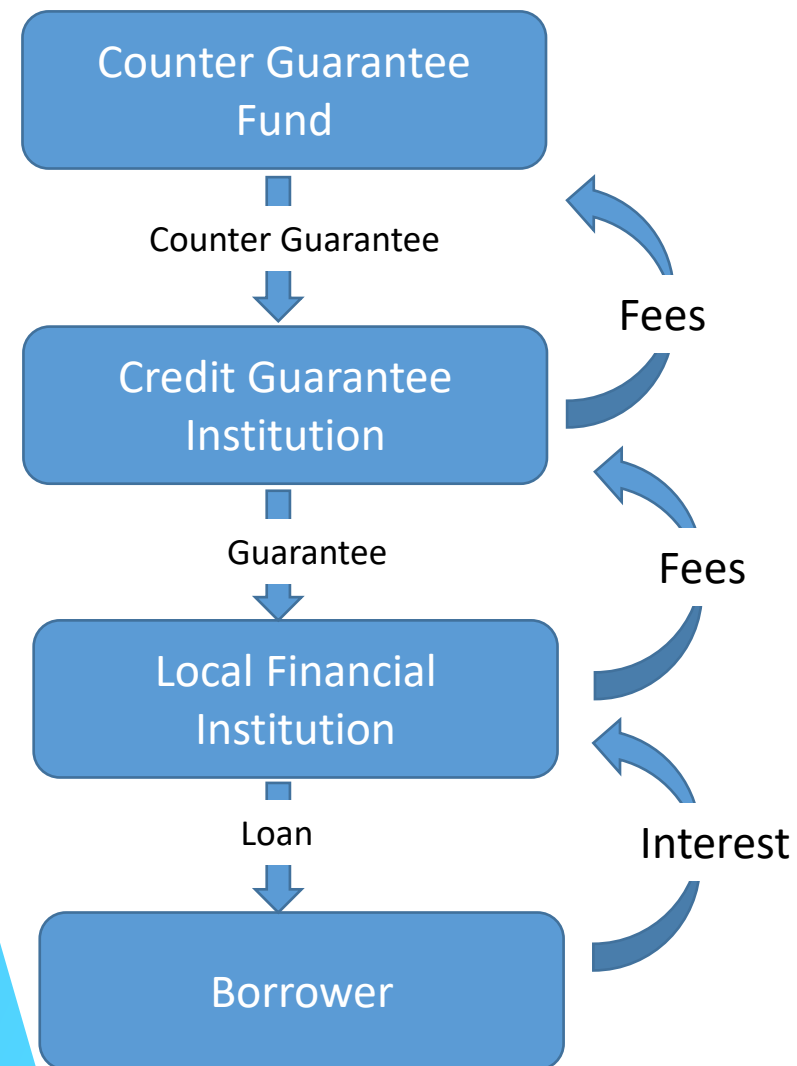 Counter Guarantee
Fund
Counter Guarantee
Fees
Credit Guarantee
Institution
Guarantee
Fees
Local Financial
Institution
Loan
Interest
Borrower